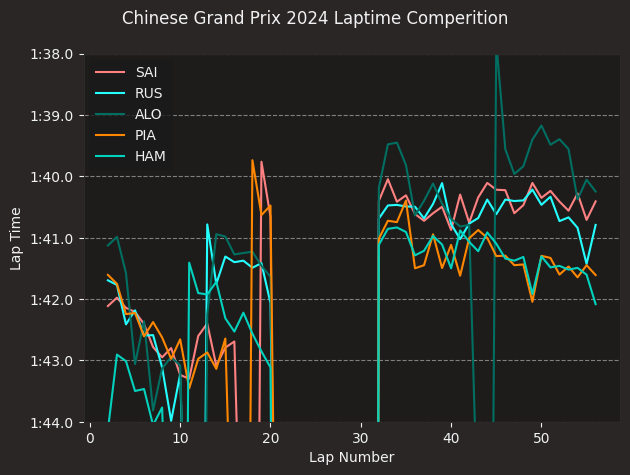 Chinese Grand Prix 2024 Laptime Comperition
1:38.0
1:39.0
1:40.0
1:41.0
1:42.0
1:43.0
1:44.0
Lap Time
SAI
RUS
ALO
PIA
HAM
0 10 20 30 40 50
Lap Number